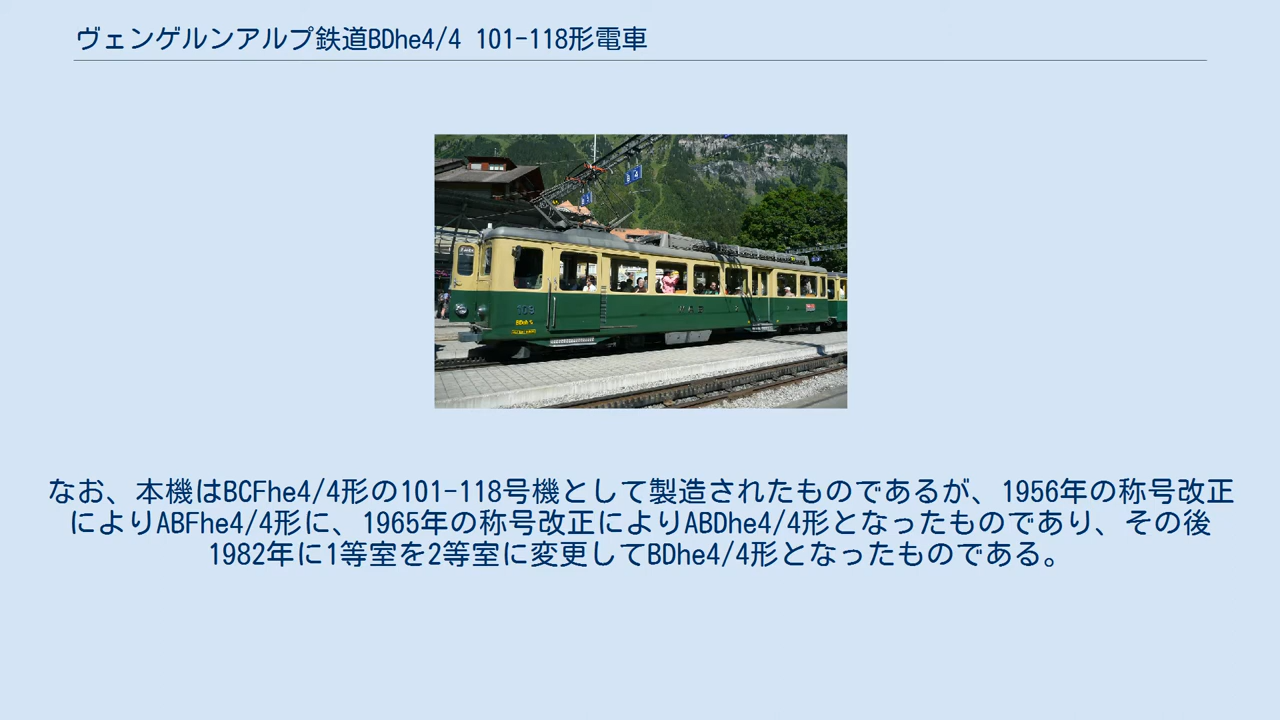 ヴェンゲルンアルプ鉄道BDhe4/4 101-118形電車
なお、本機はBCFhe4/4形の101-118号機として製造されたものであるが、1956年の称号改正
によりABFhe4/4形に、1965年の称号改正によりABDhe4/4形となったものであり、その後
1982年に1等室を2等室に変更してBDhe4/4形となったものである。